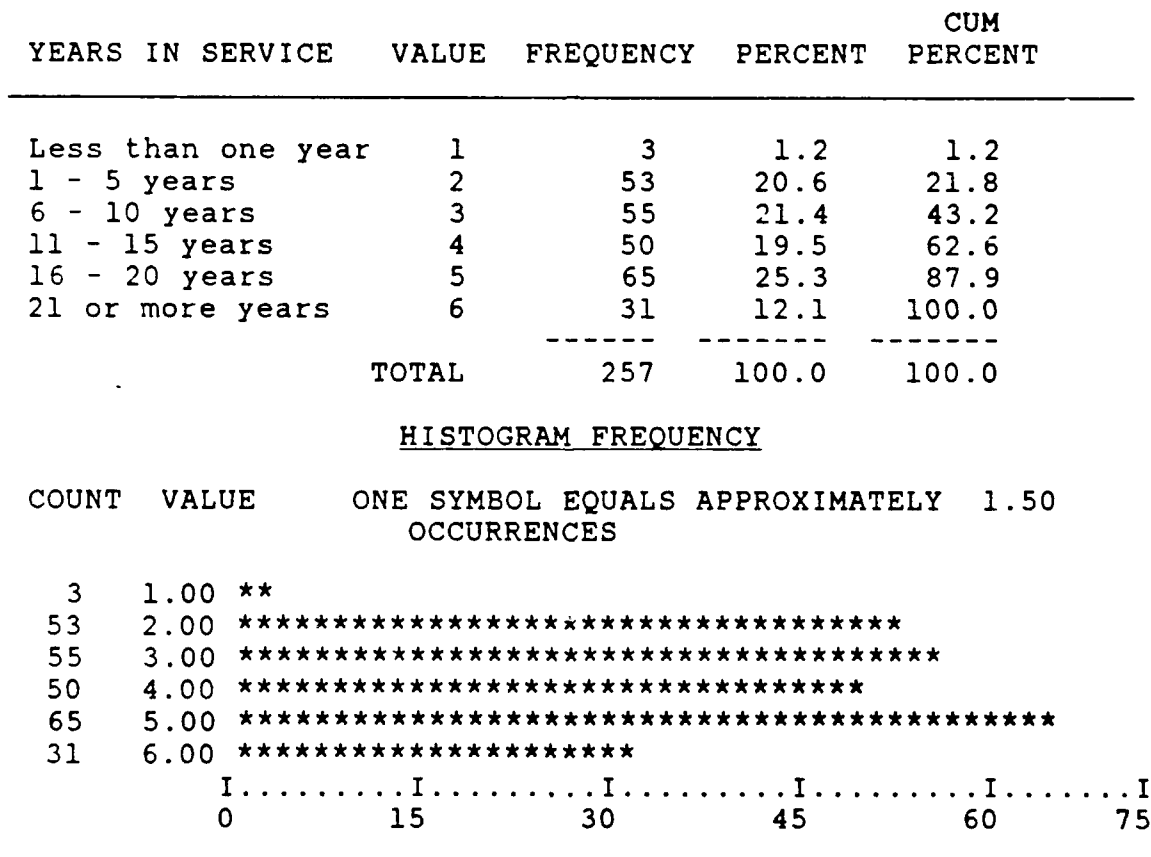 CUM
YEARS IN SERVICE VALUE FREQUENCY PERCENT PERCENT
Less than one year 1 3 1.2 1.2
1 - 5 years 2 53 20.6 21.8
6 - 10 years 3 55 21.4 43.2
11 - 15 years 4 50 19.5 62.6
16 - 20 years 5 65 25.3 87.9
21 or more years 6 31 12.1 100.0
------ ------- -------
TOTAL 257 100.0 100.0
HISTOGRAM FREQUENCY
COUNT VALUE ONE SYMBOL EQUALS APPROXIMATELY 1.50
OCCURRENCES
3 1.00 **
53 2.00 ***********************************
55 3.00 *************************************
50 4.00 *********************************
65 5.00 *******************************************
31 6.00 *********************
I.........I.........I.........I.........I.......I
0 15 30 45 60 75